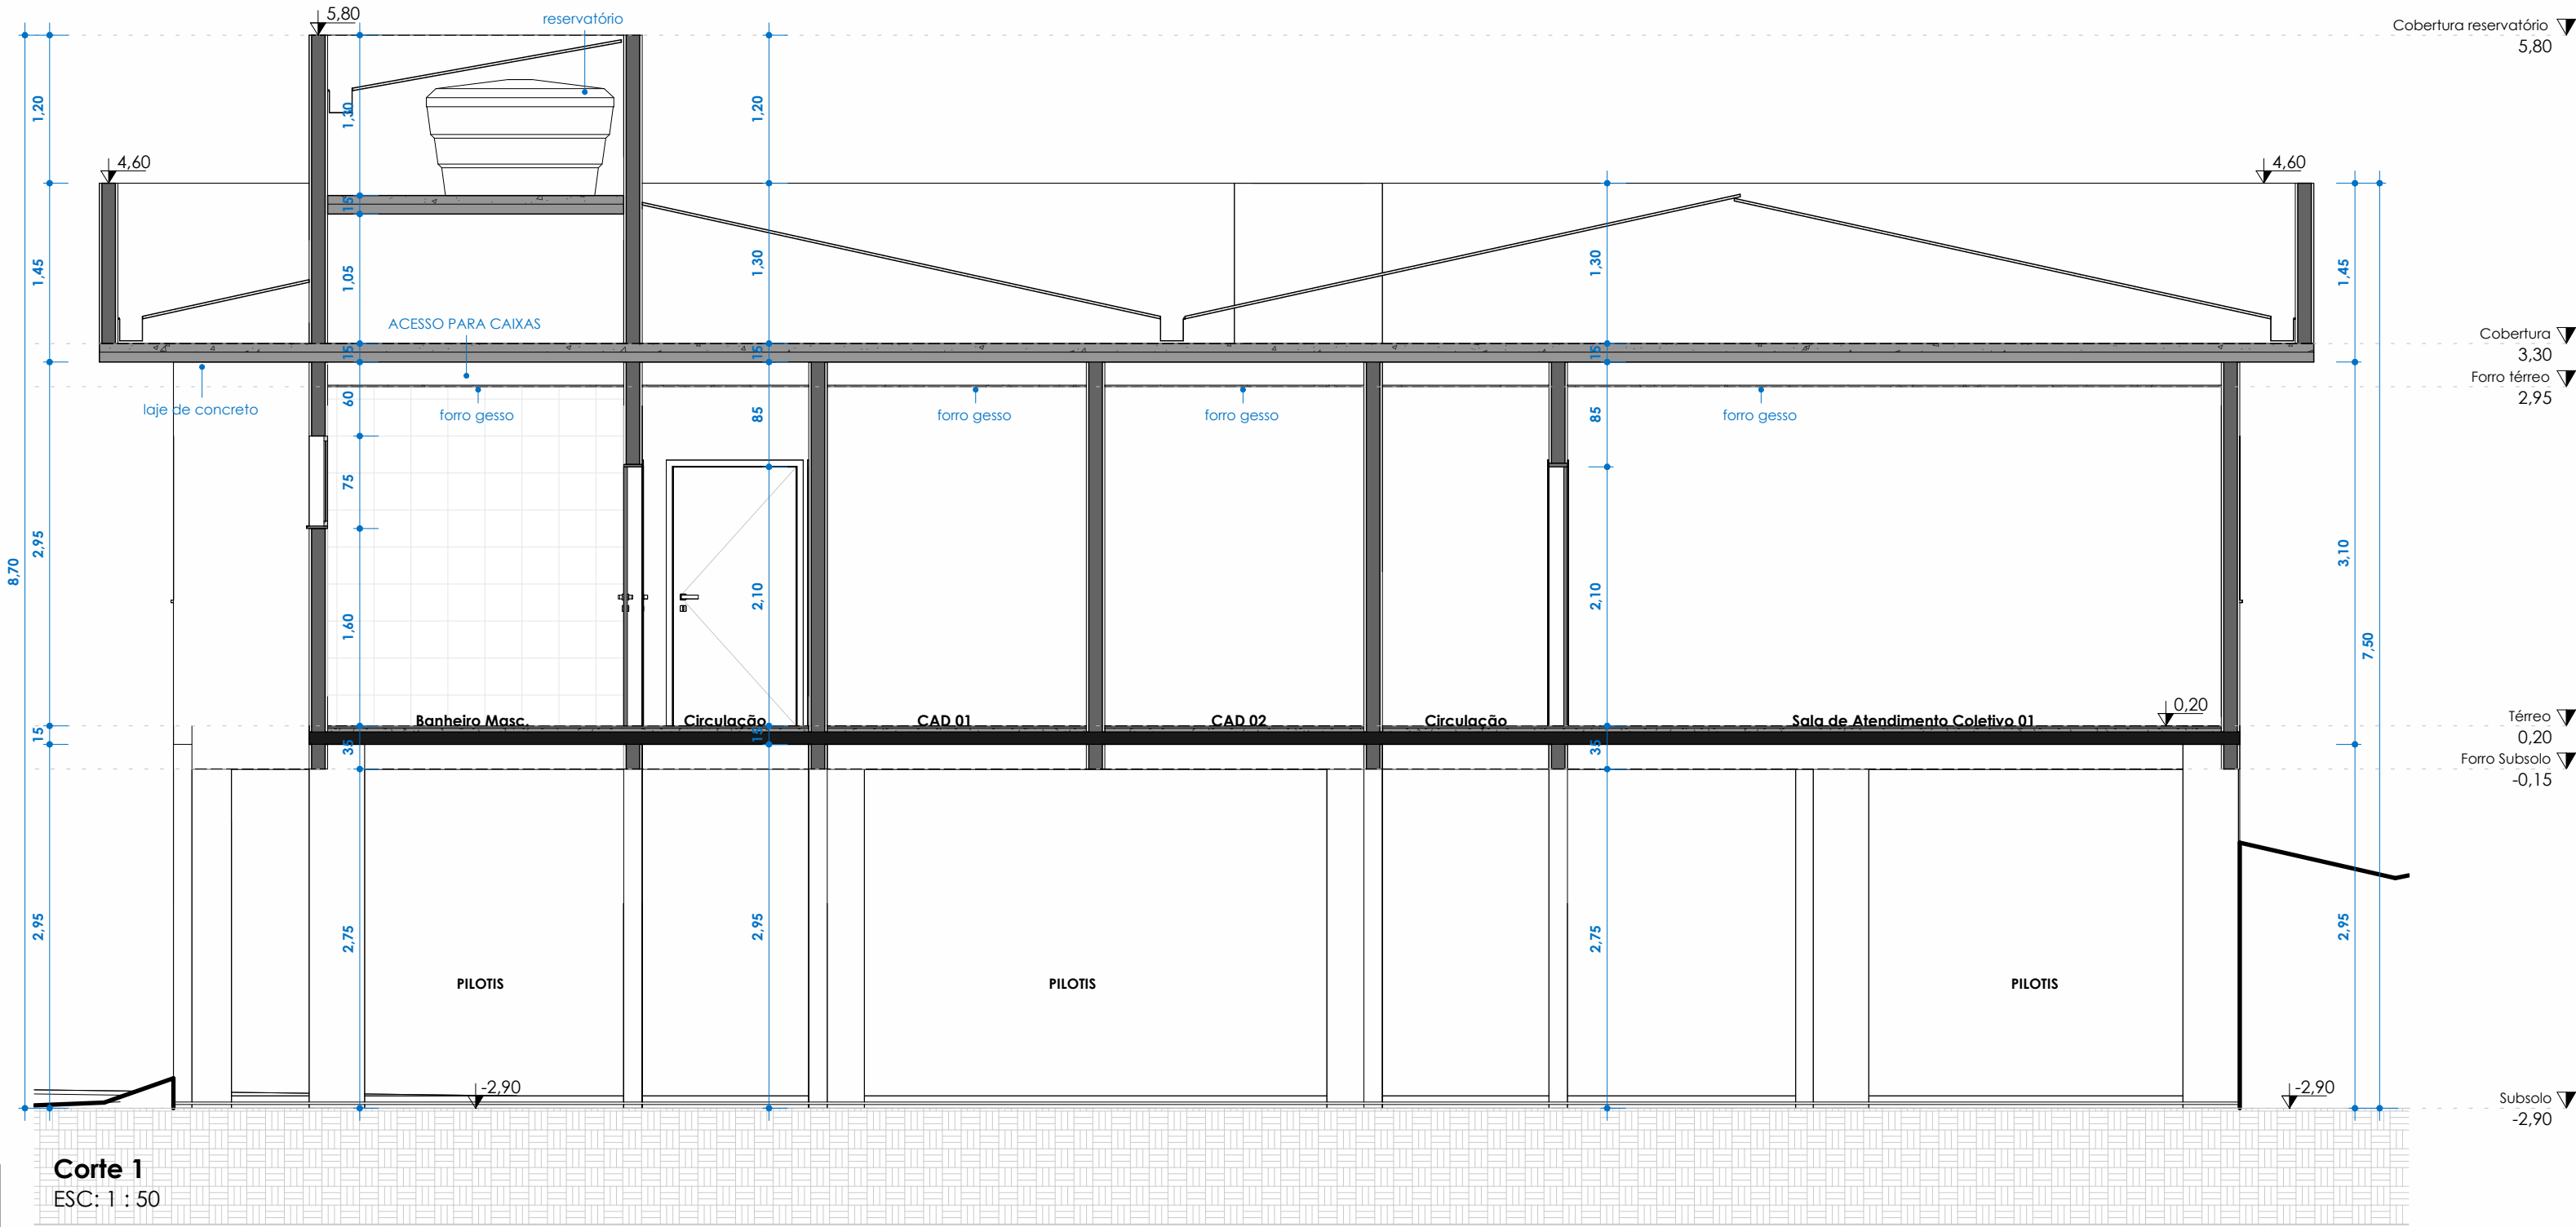 5,80
reservatório
Cobertura reservatório
5,80
1,20
1,30
1,20
4,60
4,60
15
1,45
1,05
1,30
1,30
1,45
ACESSO PARA CAIXAS
Cobertura
3,30
15
15
15
Forro térreo
2,95
laje de concreto
60
forro gesso
85
forro gesso
forro gesso
85
forro gesso
75
8,70
2,95
1,60
2,10
2,10
3,10
7,50
Banheiro Masc.
Circulação
CAD 01
CAD 02
Circulação
Sala de Atendimento Coletivo 01
0,20
Térreo
0,20
15
35
15
35
Forro Subsolo
-0,15
2,95
2,75
2,95
2,75
2,95
PILOTIS
PILOTIS
PILOTIS
-2,90
-2,90
Subsolo
-2,90
Corte 1
ESC: 1 : 50